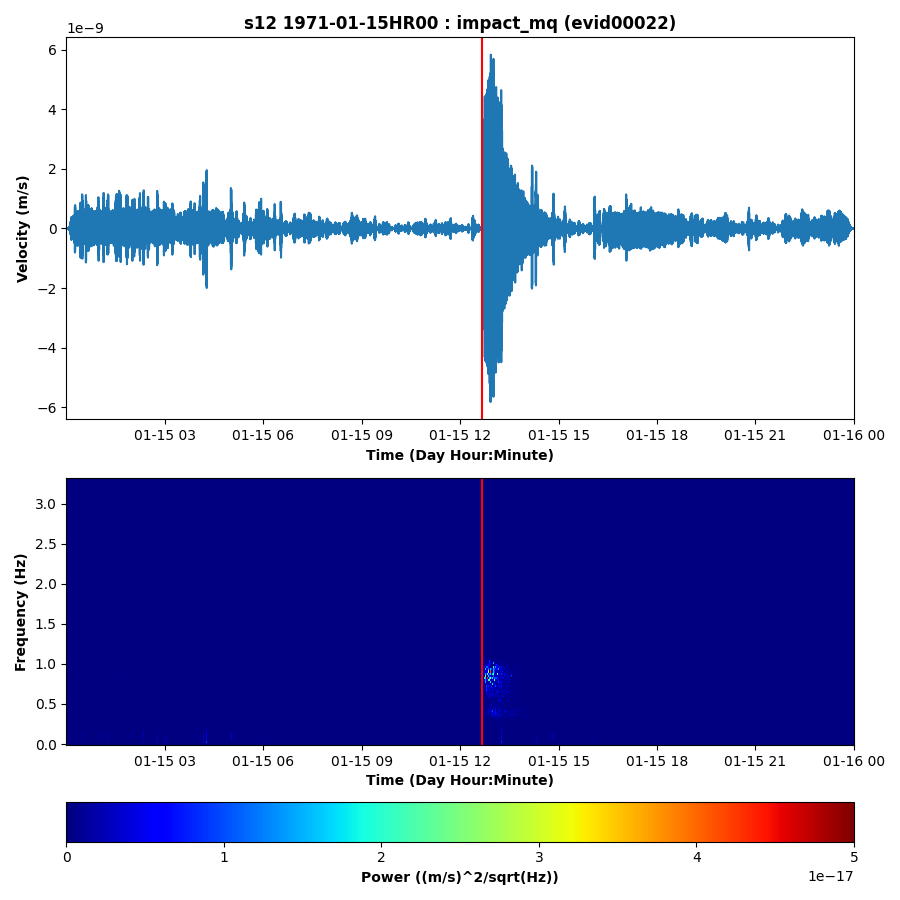 s12 1971-01-15HR00 : impact_mq (evid00022)
1e−9
6
4
2
0
−2
−4
−6
Velocity (m/s)
01-15 03 01-15 06 01-15 09 01-15 12 01-15 15 01-15 18 01-15 21 01-16 00
Time (Day Hour:Minute)
3.0
2.5
2.0
1.5
1.0
0.5
0.0
Frequency (Hz)
01-15 03 01-15 06 01-15 09 01-15 12 01-15 15 01-15 18 01-15 21 01-16 00
Time (Day Hour:Minute)
0 1 2 3 4 5
Power ((m/s)^2/sqrt(Hz))
1e−17